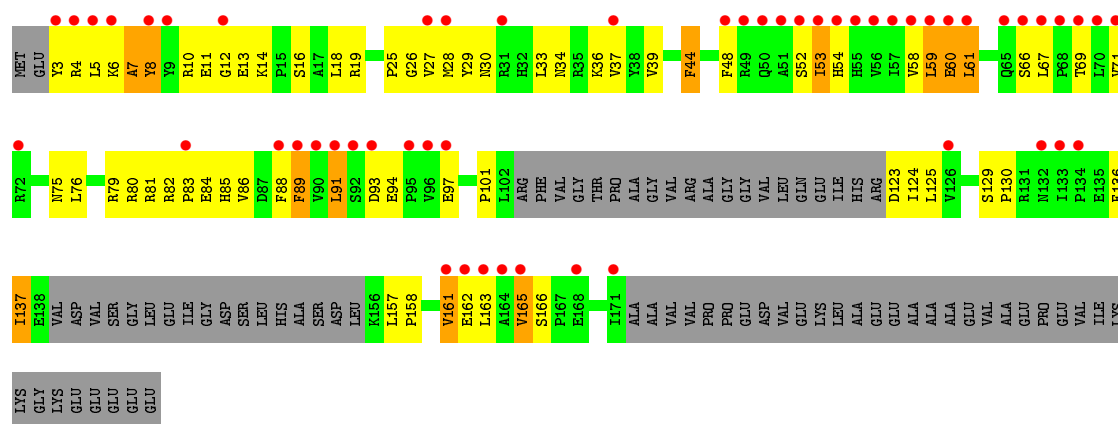 MET GLU Y3 R4 L5 K6 A7 Y8 Y9 R10 E11 G12 E13 K14 P15 S16 A17 L18 R19 P25 G26 V27 M28 Y29 N30 R31 H32 L33 N34 R35 K36 V37 Y38 V39 F44 F48 R49 Q50 A51 S52 I53 H54 H55 V56 I57 V58 L59 E60 L61 Q65 S66 L67 P68 T69 L70 V71
R72 N75 L76 R79 R80 R81 R82 P83 E84 H85 V86 D87 F88 F89 V90 L91 S92 D93 E94 P95 V96 E97 P101 L102 ARG PHE VAL GLY THR PRO ALA GLY VAL ARG ALA GLY GLY VAL LEU GLN GLU ILE HIS ARG D123 I124 L125 V126 S129 P130 R131 N132 I133 P134 E135
I137 E138 VAL ASP VAL SER GLY LEU GLU ILE GLY ASP SER LEU HIS ALA SER ASP LEU K156 L157 P158 V161 E162 L163 A164 V165 S166 P167 E168 I171 ALA ALA VAL VAL PRO PRO GLU ASP VAL GLU LYS LEU ALA GLU GLU ALA ALA ALA GLU VAL ALA GLU PRO GLU VAL ILE LYS
LYS GLY LYS GLU GLU GLU GLU GLU